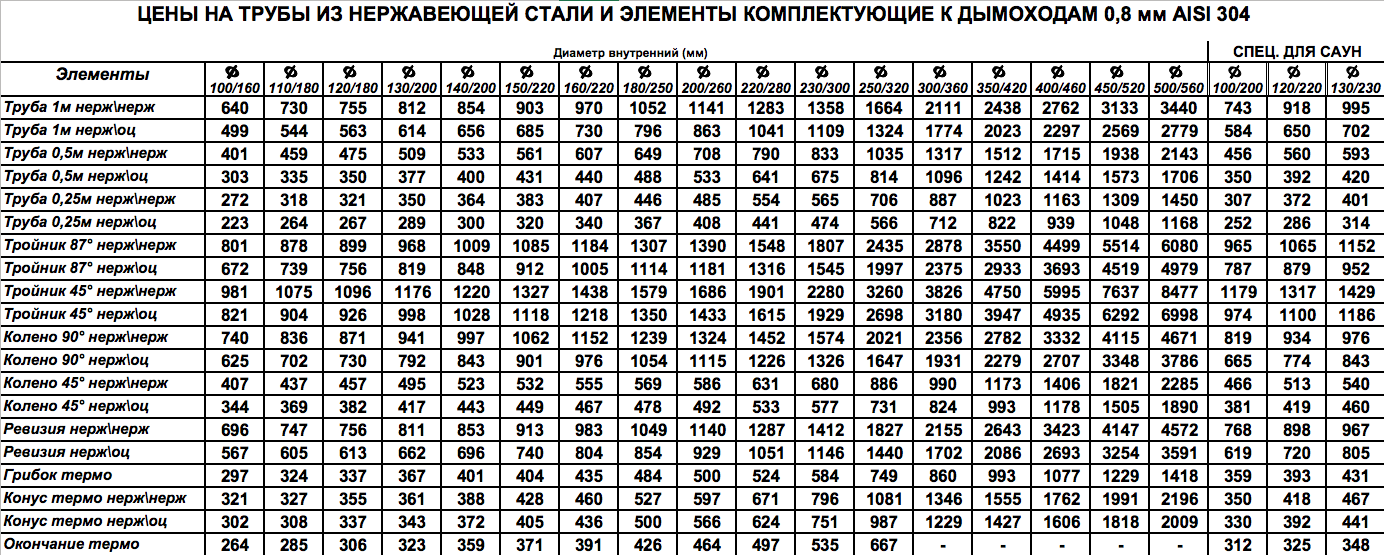 ЦЕНЫ НА ТРУБЫ ИЗ НЕРЖАВЕЮЩЕЙ СТАЛИ И ЭЛЕМЕНТЫ КОМПЛЕКТУЮЩИЕ К ДЫМОХОДАМ 0,8 мм AISI 304
Диаметр внутренний (мм) СПЕЦ. ДЛЯ САУН
Элементы Ø Ø Ø Ø Ø Ø Ø Ø Ø Ø Ø Ø Ø Ø Ø Ø Ø Ø Ø Ø
100/160 110/180 120/180 130/200 140/200 150/220 160/220 180/250 200/260 220/280 230/300 250/320 300/360 350/420 400/460 450/520 500/560 100/200 120/220 130/230
Труба 1м нерж\нерж 640 730 755 812 854 903 970 1052 1141 1283 1358 1664 2111 2438 2762 3133 3440 743 918 995
Труба 1м нерж\оц 499 544 563 614 656 685 730 796 863 1041 1109 1324 1774 2023 2297 2569 2779 584 650 702
Труба 0,5м нерж\нерж 401 459 475 509 533 561 607 649 708 790 833 1035 1317 1512 1715 1938 2143 456 560 593
Труба 0,5м нерж\оц 303 335 350 377 400 431 440 488 533 641 675 814 1096 1242 1414 1573 1706 350 392 420
Труба 0,25м нерж\нерж 272 318 321 350 364 383 407 446 485 554 565 706 887 1023 1163 1309 1450 307 372 401
Труба 0,25м нерж\оц 223 264 267 289 300 320 340 367 408 441 474 566 712 822 939 1048 1168 252 286 314
Тройник 87° нерж\нерж 801 878 899 968 1009 1085 1184 1307 1390 1548 1807 2435 2878 3550 4499 5514 6080 965 1065 1152
Тройник 87° нерж\оц 672 739 756 819 848 912 1005 1114 1181 1316 1545 1997 2375 2933 3693 4519 4979 787 879 952
Тройник 45° нерж\нерж 981 1075 1096 1176 1220 1327 1438 1579 1686 1901 2280 3260 3826 4750 5995 7637 8477 1179 1317 1429
Тройник 45° нерж\оц 821 904 926 998 1028 1118 1218 1350 1433 1615 1929 2698 3180 3947 4935 6292 6998 974 1100 1186
Колено 90° нерж\нерж 740 836 871 941 997 1062 1152 1239 1324 1452 1574 2021 2356 2782 3332 4115 4671 819 934 976
Колено 90° нерж\оц 625 702 730 792 843 901 976 1054 1115 1226 1326 1647 1931 2279 2707 3348 3786 665 774 843
Колено 45° нерж\нерж 407 437 457 495 523 532 555 569 586 631 680 886 990 1173 1406 1821 2285 466 513 540
Колено 45° нерж\оц 344 369 382 417 443 449 467 478 492 533 577 731 824 993 1178 1505 1890 381 419 460
Ревизия нерж\нерж 696 747 756 811 853 913 983 1049 1140 1287 1412 1827 2155 2643 3423 4147 4572 768 898 967
Ревизия нерж\оц 567 605 613 662 696 740 804 854 929 1051 1146 1440 1702 2086 2693 3254 3591 619 720 805
Грибок термо 297 324 337 367 401 404 435 484 500 524 584 749 860 993 1077 1229 1418 359 393 431
Конус термо нерж\нерж 321 327 355 361 388 428 460 527 597 671 796 1081 1346 1555 1762 1991 2196 350 418 467
Конус термо нерж\оц 302 308 337 343 372 405 436 500 566 624 751 987 1229 1427 1606 1818 2009 330 392 441
Окончание термо 264 285 306 323 359 371 391 426 464 497 535 667 - - - - - 312 325 348